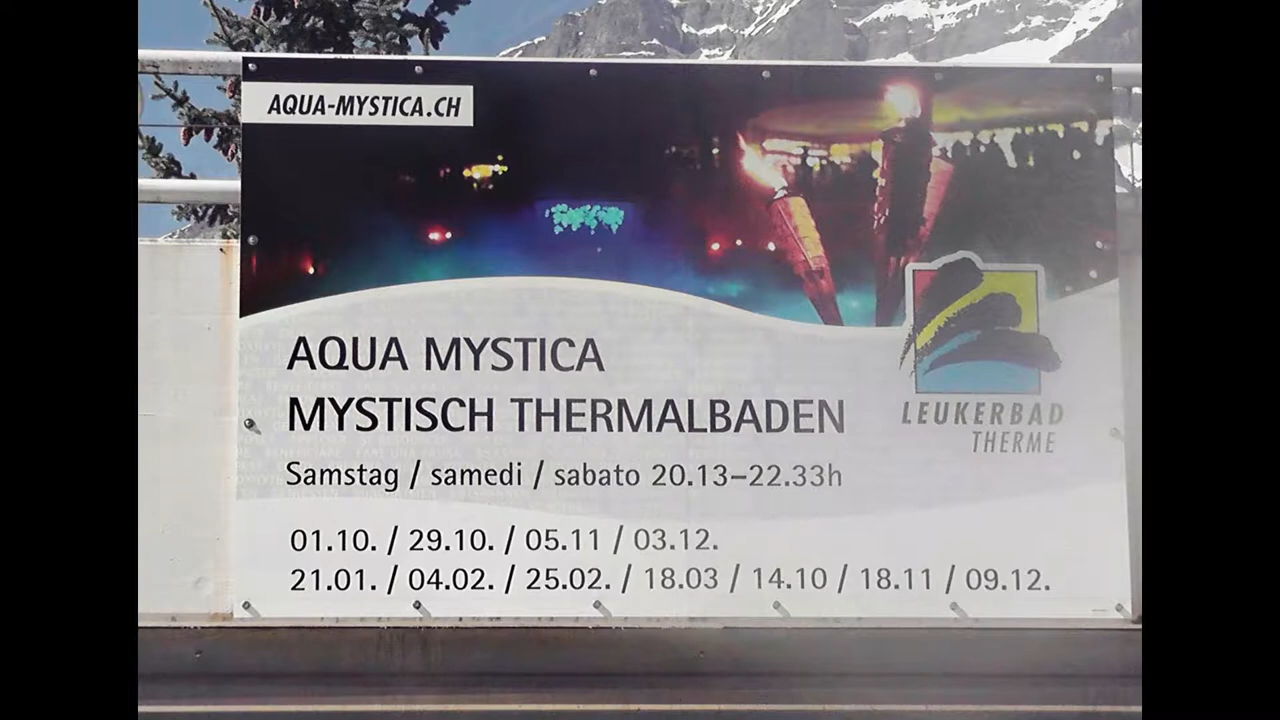 AQUA-MYSTICA.CH
AQUA MYSTICA
MYSTISCH THERMALBADEN
Samstag / samedi / sabato 20.13–22.33h
LEUKERBAD
THERME
01.10. / 29.10. / 05.11 / 03.12.
21.01. / 04.02. / 25.02. / 18.03 / 14.10 / 18.11 / 09.12.